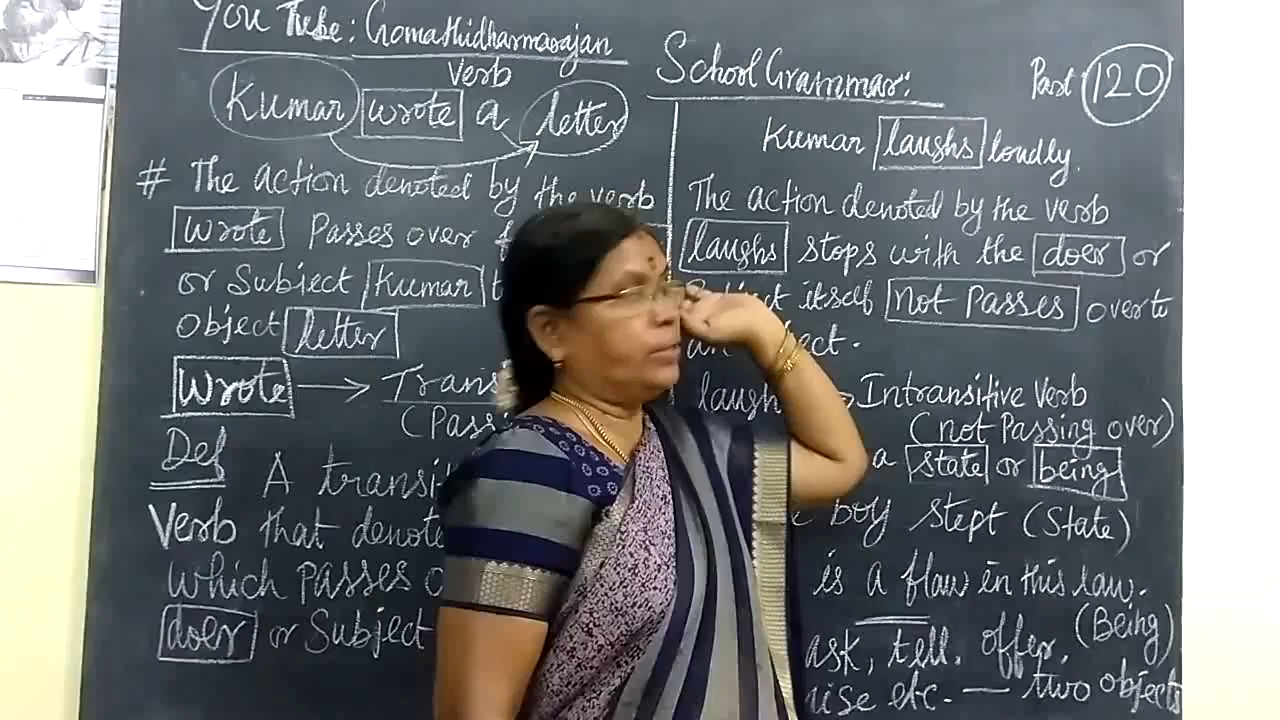 You Tube: Gomathidharmarajan
School Grammar:
Part 120
Verb
Kumar wrote a letter
# The action denoted by the verb
wrote Passes over
or Subject Kumar
object letter
Wrote → Trans
(Passi
Def A transi
Verb that denote
which passes
doer or Subject
Kumar laughs loudly.
The action denoted by the verb
laughs stops with the doer or
itself not Passes over to
an
laugh Intransitive Verb
(not Passing over)
a state or being
boy slept (State)
is a flaw in this law.
(Being)
ask, tell, offer,
etc. — two objects